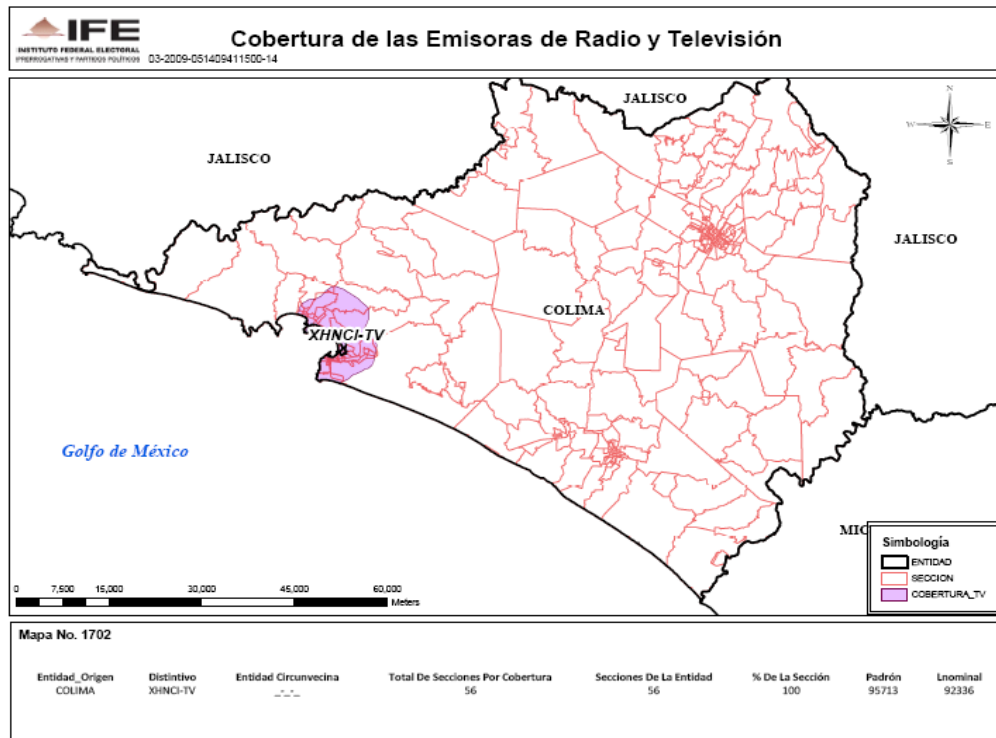 IFE
INSTITUTO FEDERAL ELECTORAL
PRERROGATIVAS Y PARTIDOS POLÍTICOS
03-2009-051409411500-14
Cobertura de las Emisoras de Radio y Televisión
JALISCO
N
W E
S
JALISCO
JALISCO
COLIMA
XHNCI-TV
Golfo de México
MIC
Simbología
ENTIDAD
SECCION
COBERTURA_TV
0 7,500 15,000 30,000 45,000 60,000
Meters
Mapa No. 1702
Entidad_Origen Distintivo Entidad Circunvecina Total De Secciones Por Cobertura Secciones De La Entidad % De La Sección Padrón Lnominal
COLIMA XHNCI-TV _-_-_ 56 56 100 95713 92336